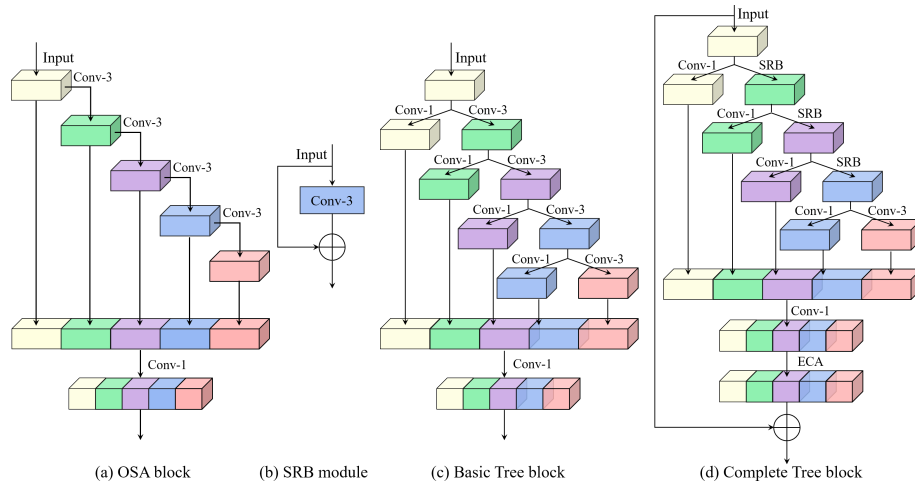 Input
Conv-3
Conv-3
Conv-3
Conv-3
Conv-1
(a) OSA block
Input
Conv-3
(b) SRB module
Input
Conv-1
Conv-3
Conv-1
Conv-3
Conv-1
Conv-3
Conv-1
Conv-3
Conv-1
(c) Basic Tree block
Input
Conv-1
SRB
Conv-1
SRB
Conv-1
SRB
Conv-1
Conv-3
Conv-1
ECA
(d) Complete Tree block